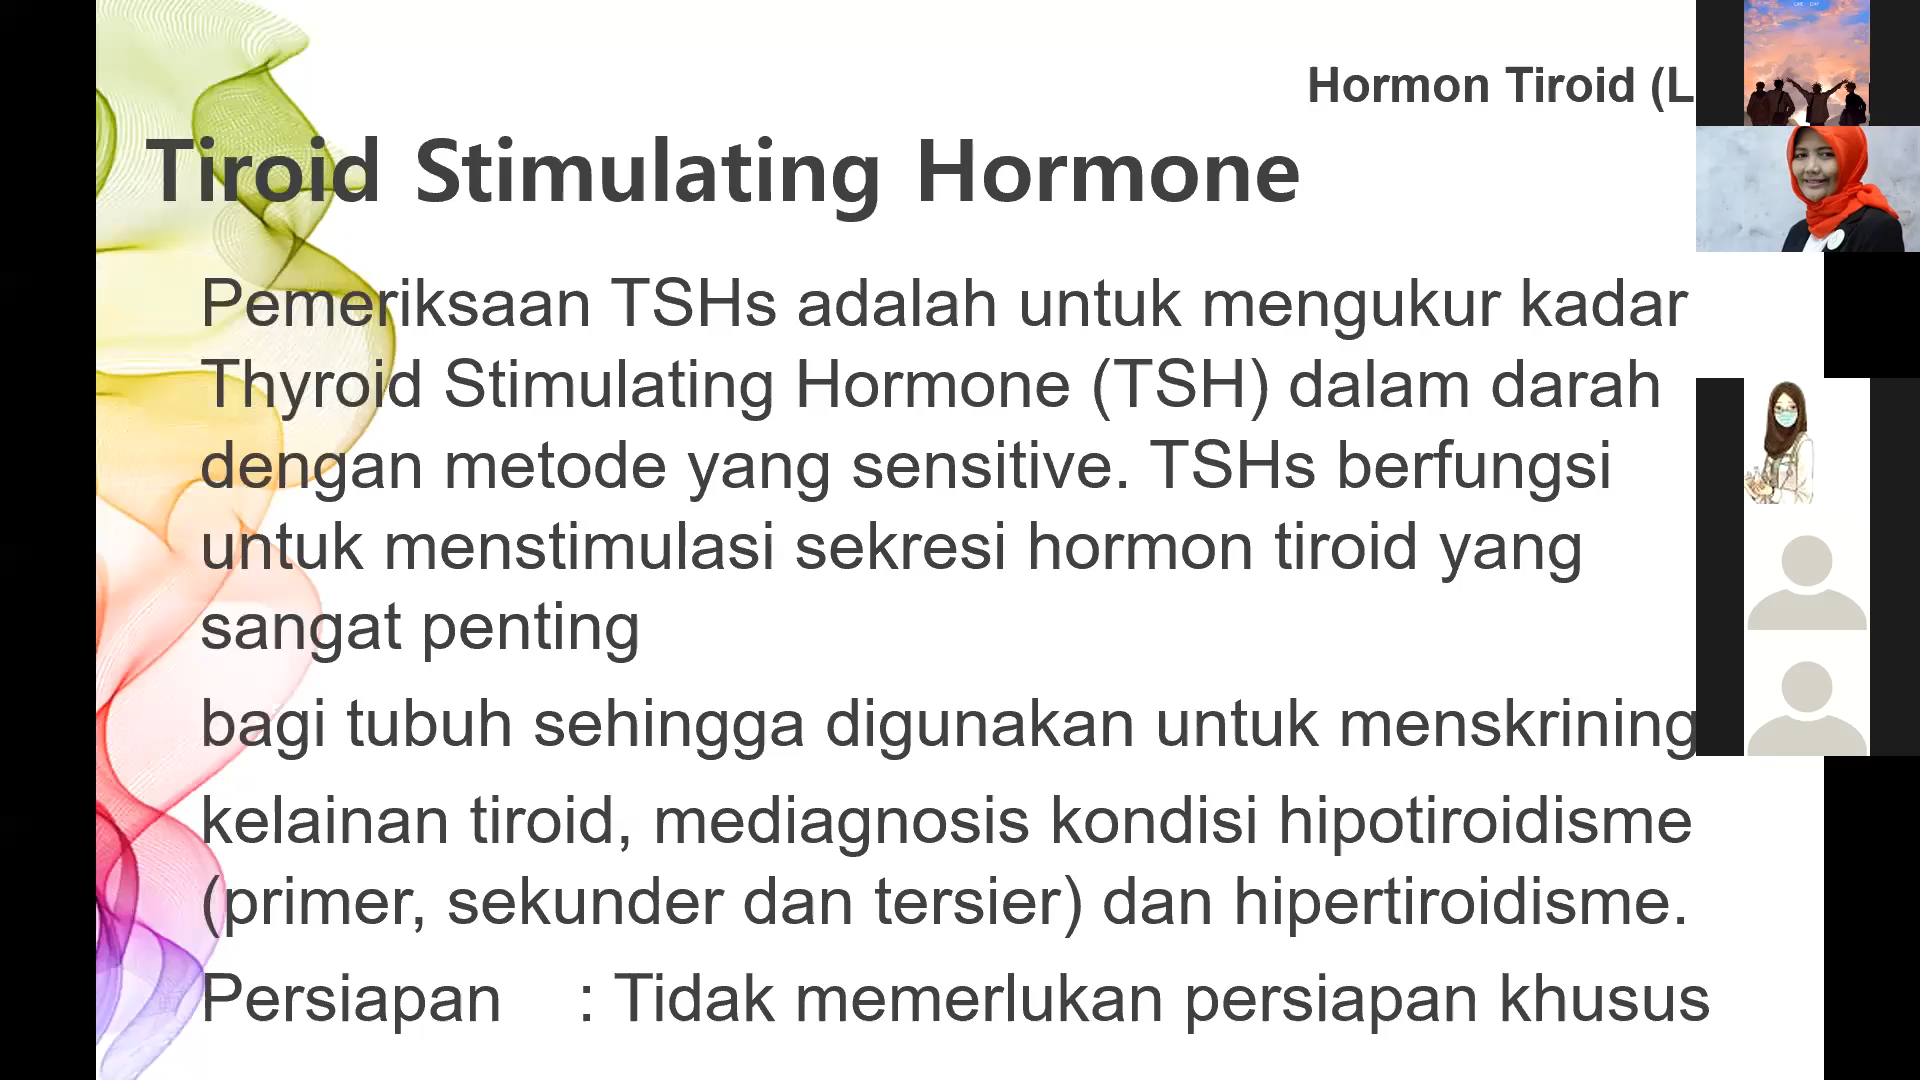 Hormon Tiroid (L
Tiroid Stimulating Hormone
Pemeriksaan TSHs adalah untuk mengukur kadar
Thyroid Stimulating Hormone (TSH) dalam darah
dengan metode yang sensitive. TSHs berfungsi
untuk menstimulasi sekresi hormon tiroid yang
sangat penting
bagi tubuh sehingga digunakan untuk menskrining
kelainan tiroid, mediagnosis kondisi hipotiroidisme
(primer, sekunder dan tersier) dan hipertiroidisme.
Persiapan : Tidak memerlukan persiapan khusus